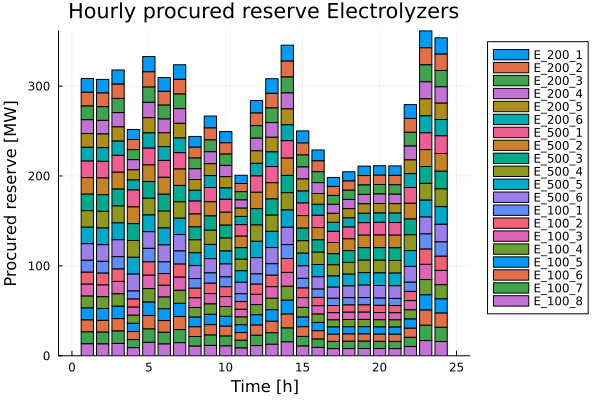 Hourly procured reserve Electrolyzers
Procured reserve [MW]
300
200
100
0
0 5 10 15 20 25
Time [h]
E_200_1
E_200_2
E_200_3
E_200_4
E_200_5
E_200_6
E_500_1
E_500_2
E_500_3
E_500_4
E_500_5
E_500_6
E_100_1
E_100_2
E_100_3
E_100_4
E_100_5
E_100_6
E_100_7
E_100_8